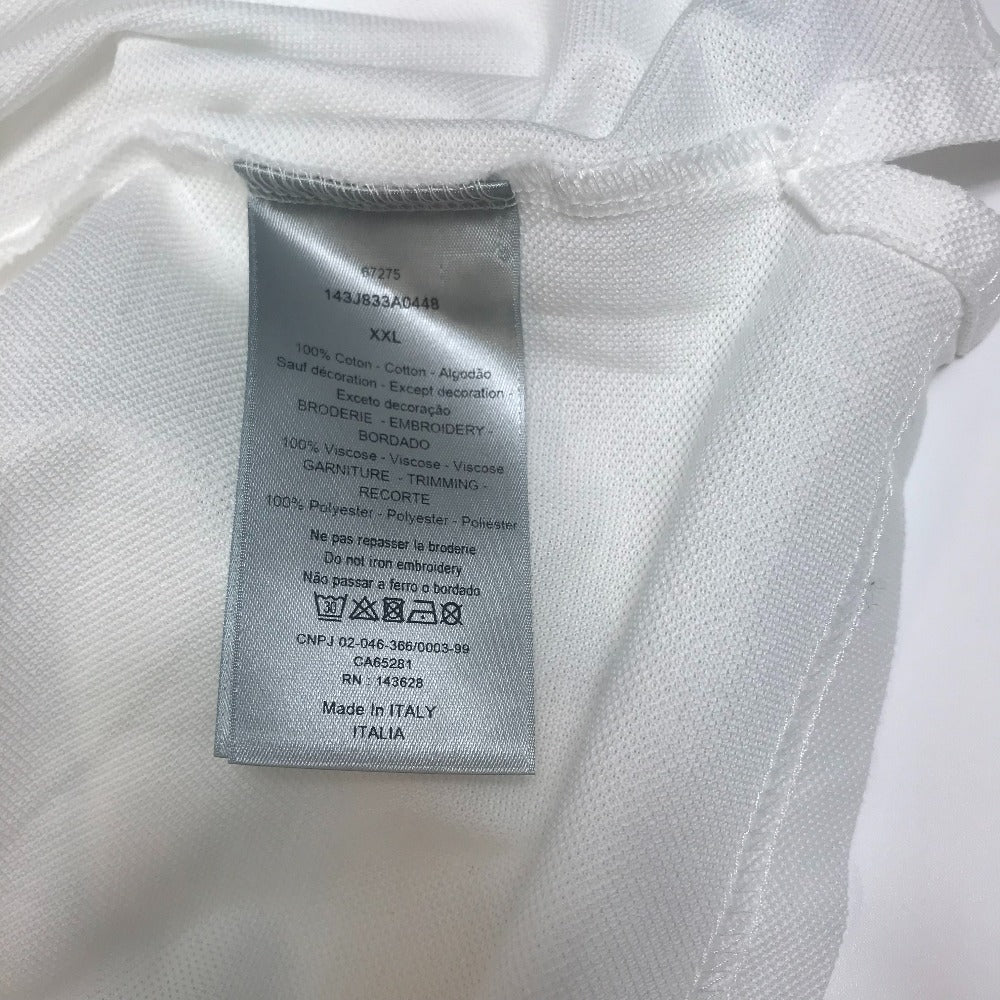 67275
143J833A0448
XXL
100% Coton - Cotton - Algodão
Sauf décoration - Except decoration -
Exceto decoração
BRODERIE - EMBROIDERY -
BORDADO
100% Viscose - Viscose - Viscose
GARNITURE - TRIMMING -
RECORTE
100% Polyester - Polyester - Poliéster
Ne pas repasser la broderie
Do not iron embroidery
Não passar a ferro o bordado
30
CNPJ 02-046-366/0003-99
CA65281
RN : 143628
Made In ITALY
ITALIA